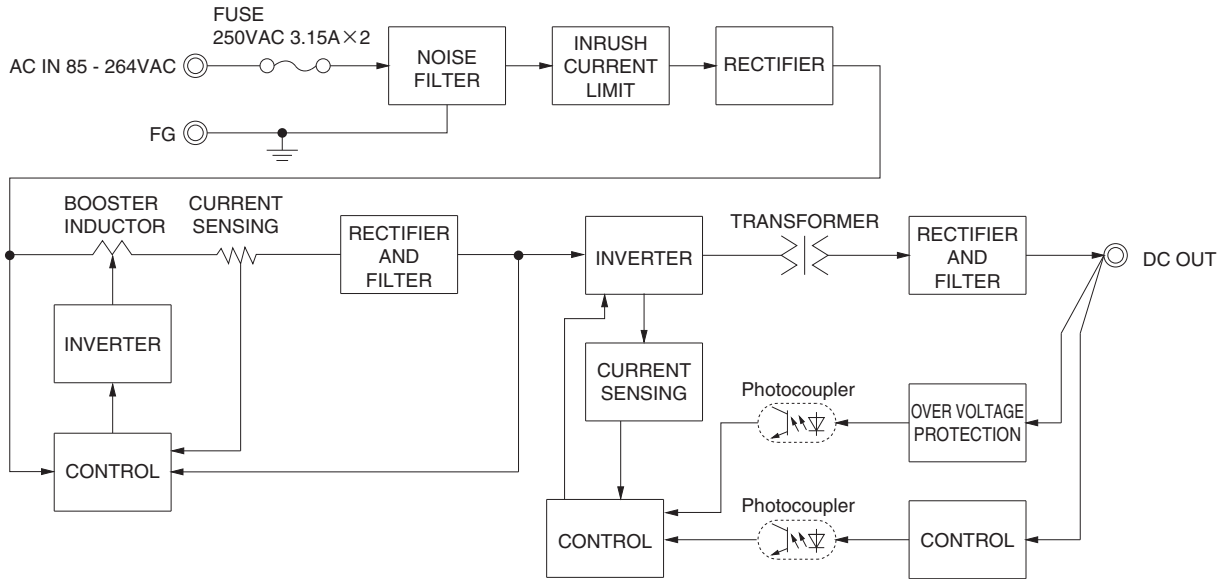 FUSE
250VAC 3.15A×2
AC IN 85 - 264VAC
NOISE
FILTER
INRUSH
CURRENT
LIMIT
RECTIFIER
FG
BOOSTER
INDUCTOR
CURRENT
SENSING
RECTIFIER
AND
FILTER
INVERTER
TRANSFORMER
RECTIFIER
AND
FILTER
DC OUT
INVERTER
CURRENT
SENSING
Photocoupler
OVER VOLTAGE
PROTECTION
CONTROL
CONTROL
Photocoupler
CONTROL